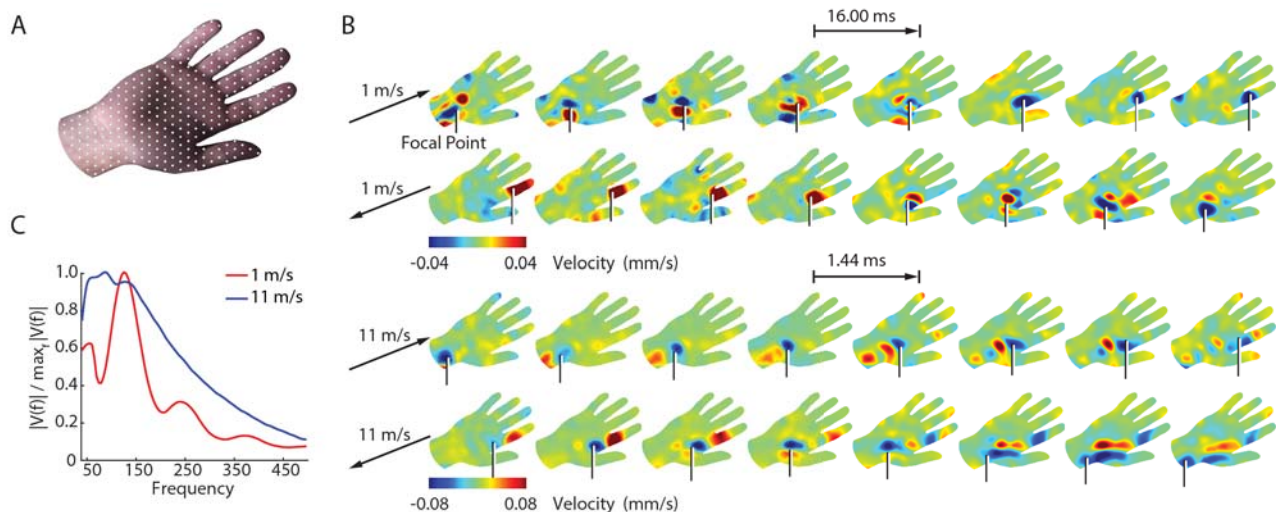 A
B
16.00 ms
1 m/s
Focal Point
1 m/s
-0.04 0.04 Velocity (mm/s)
1.44 ms
11 m/s
11 m/s
-0.08 0.08 Velocity (mm/s)
C
1 m/s
11 m/s
|V(f)| / max_f|V(f)|
1.0
0.8
0.6
0.4
0.2
0
50 150 250 350 450
Frequency